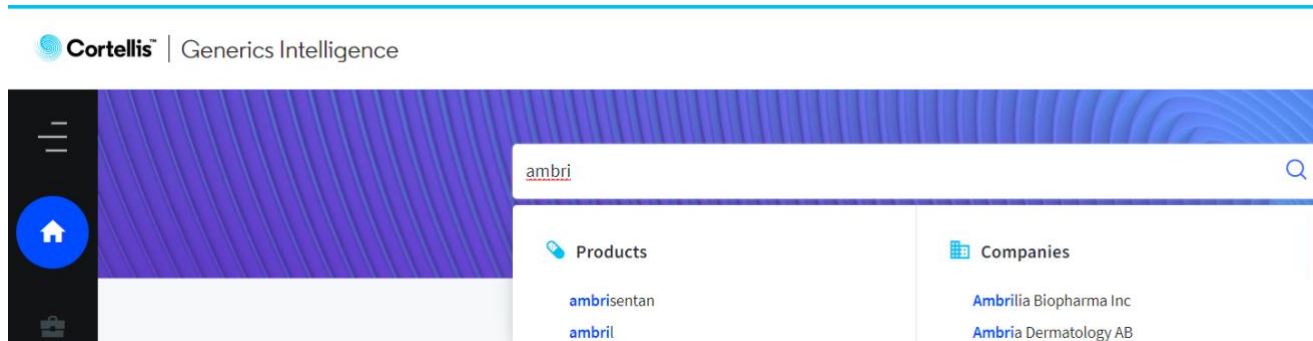 Cortellis™ | Generics Intelligence
ambri
Products
ambrisentan
ambril
Companies
Ambrilia Biopharma Inc
Ambria Dermatology AB